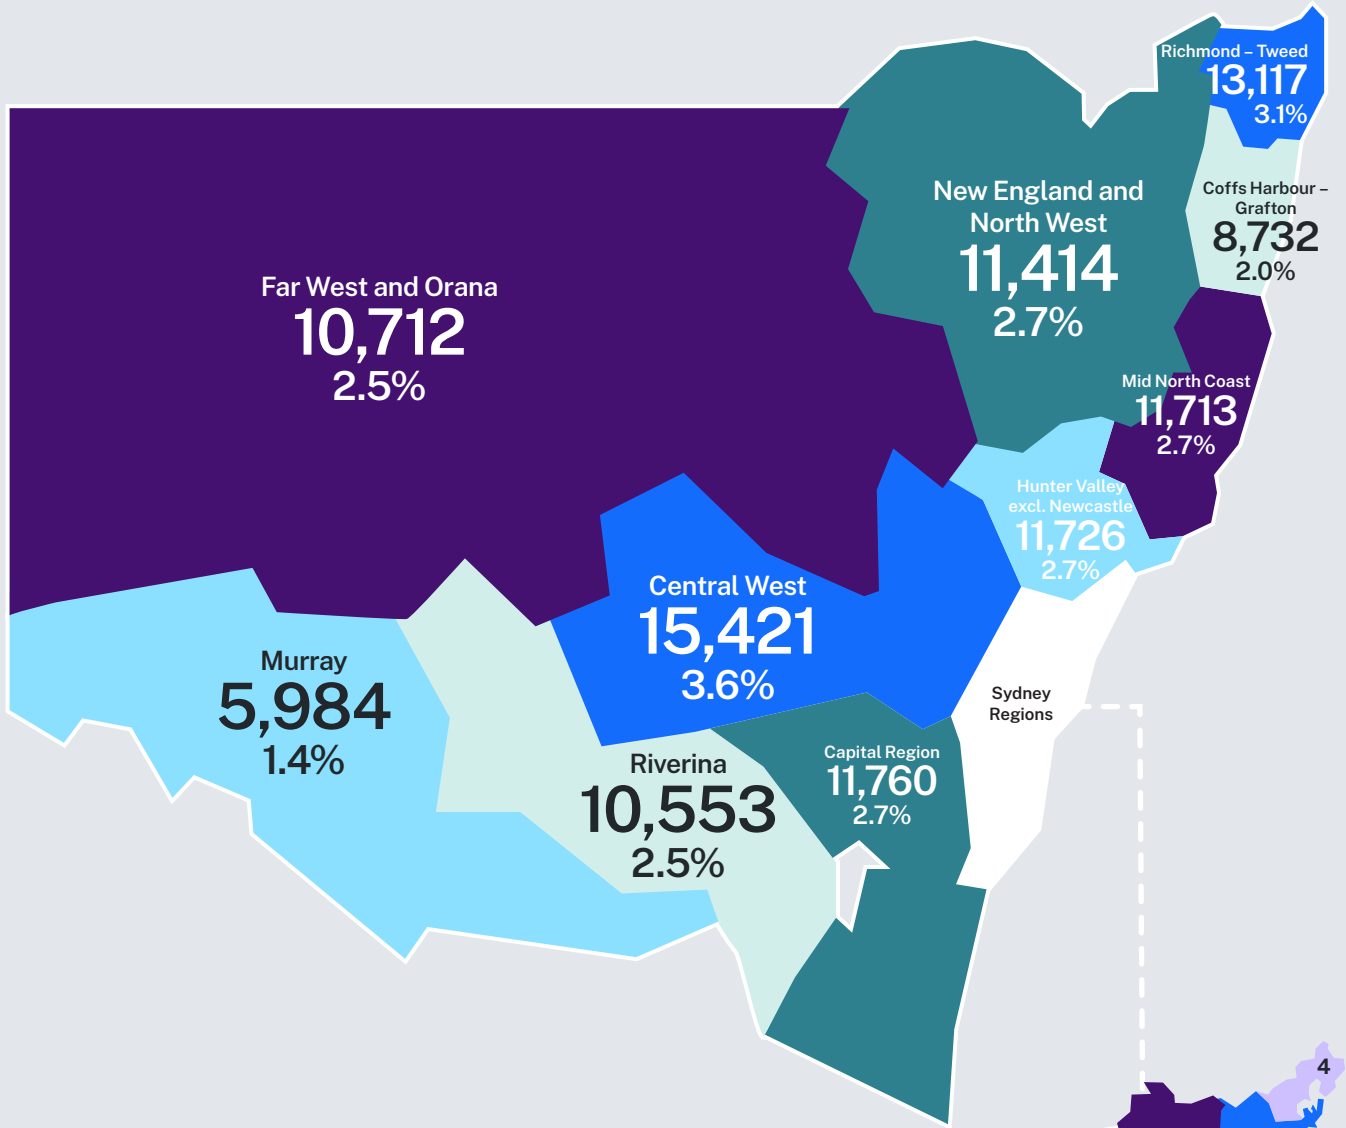 Richmond – Tweed
13,117
3.1%
New England and
North West
11,414
2.7%
Coffs Harbour –
Grafton
8,732
2.0%
Far West and Orana
10,712
2.5%
Mid North Coast
11,713
2.7%
Hunter Valley
excl. Newcastle
11,726
2.7%
Central West
15,421
3.6%
Murray
5,984
1.4%
Sydney
Regions
Capital Region
11,760
2.7%
Riverina
10,553
2.5%
4